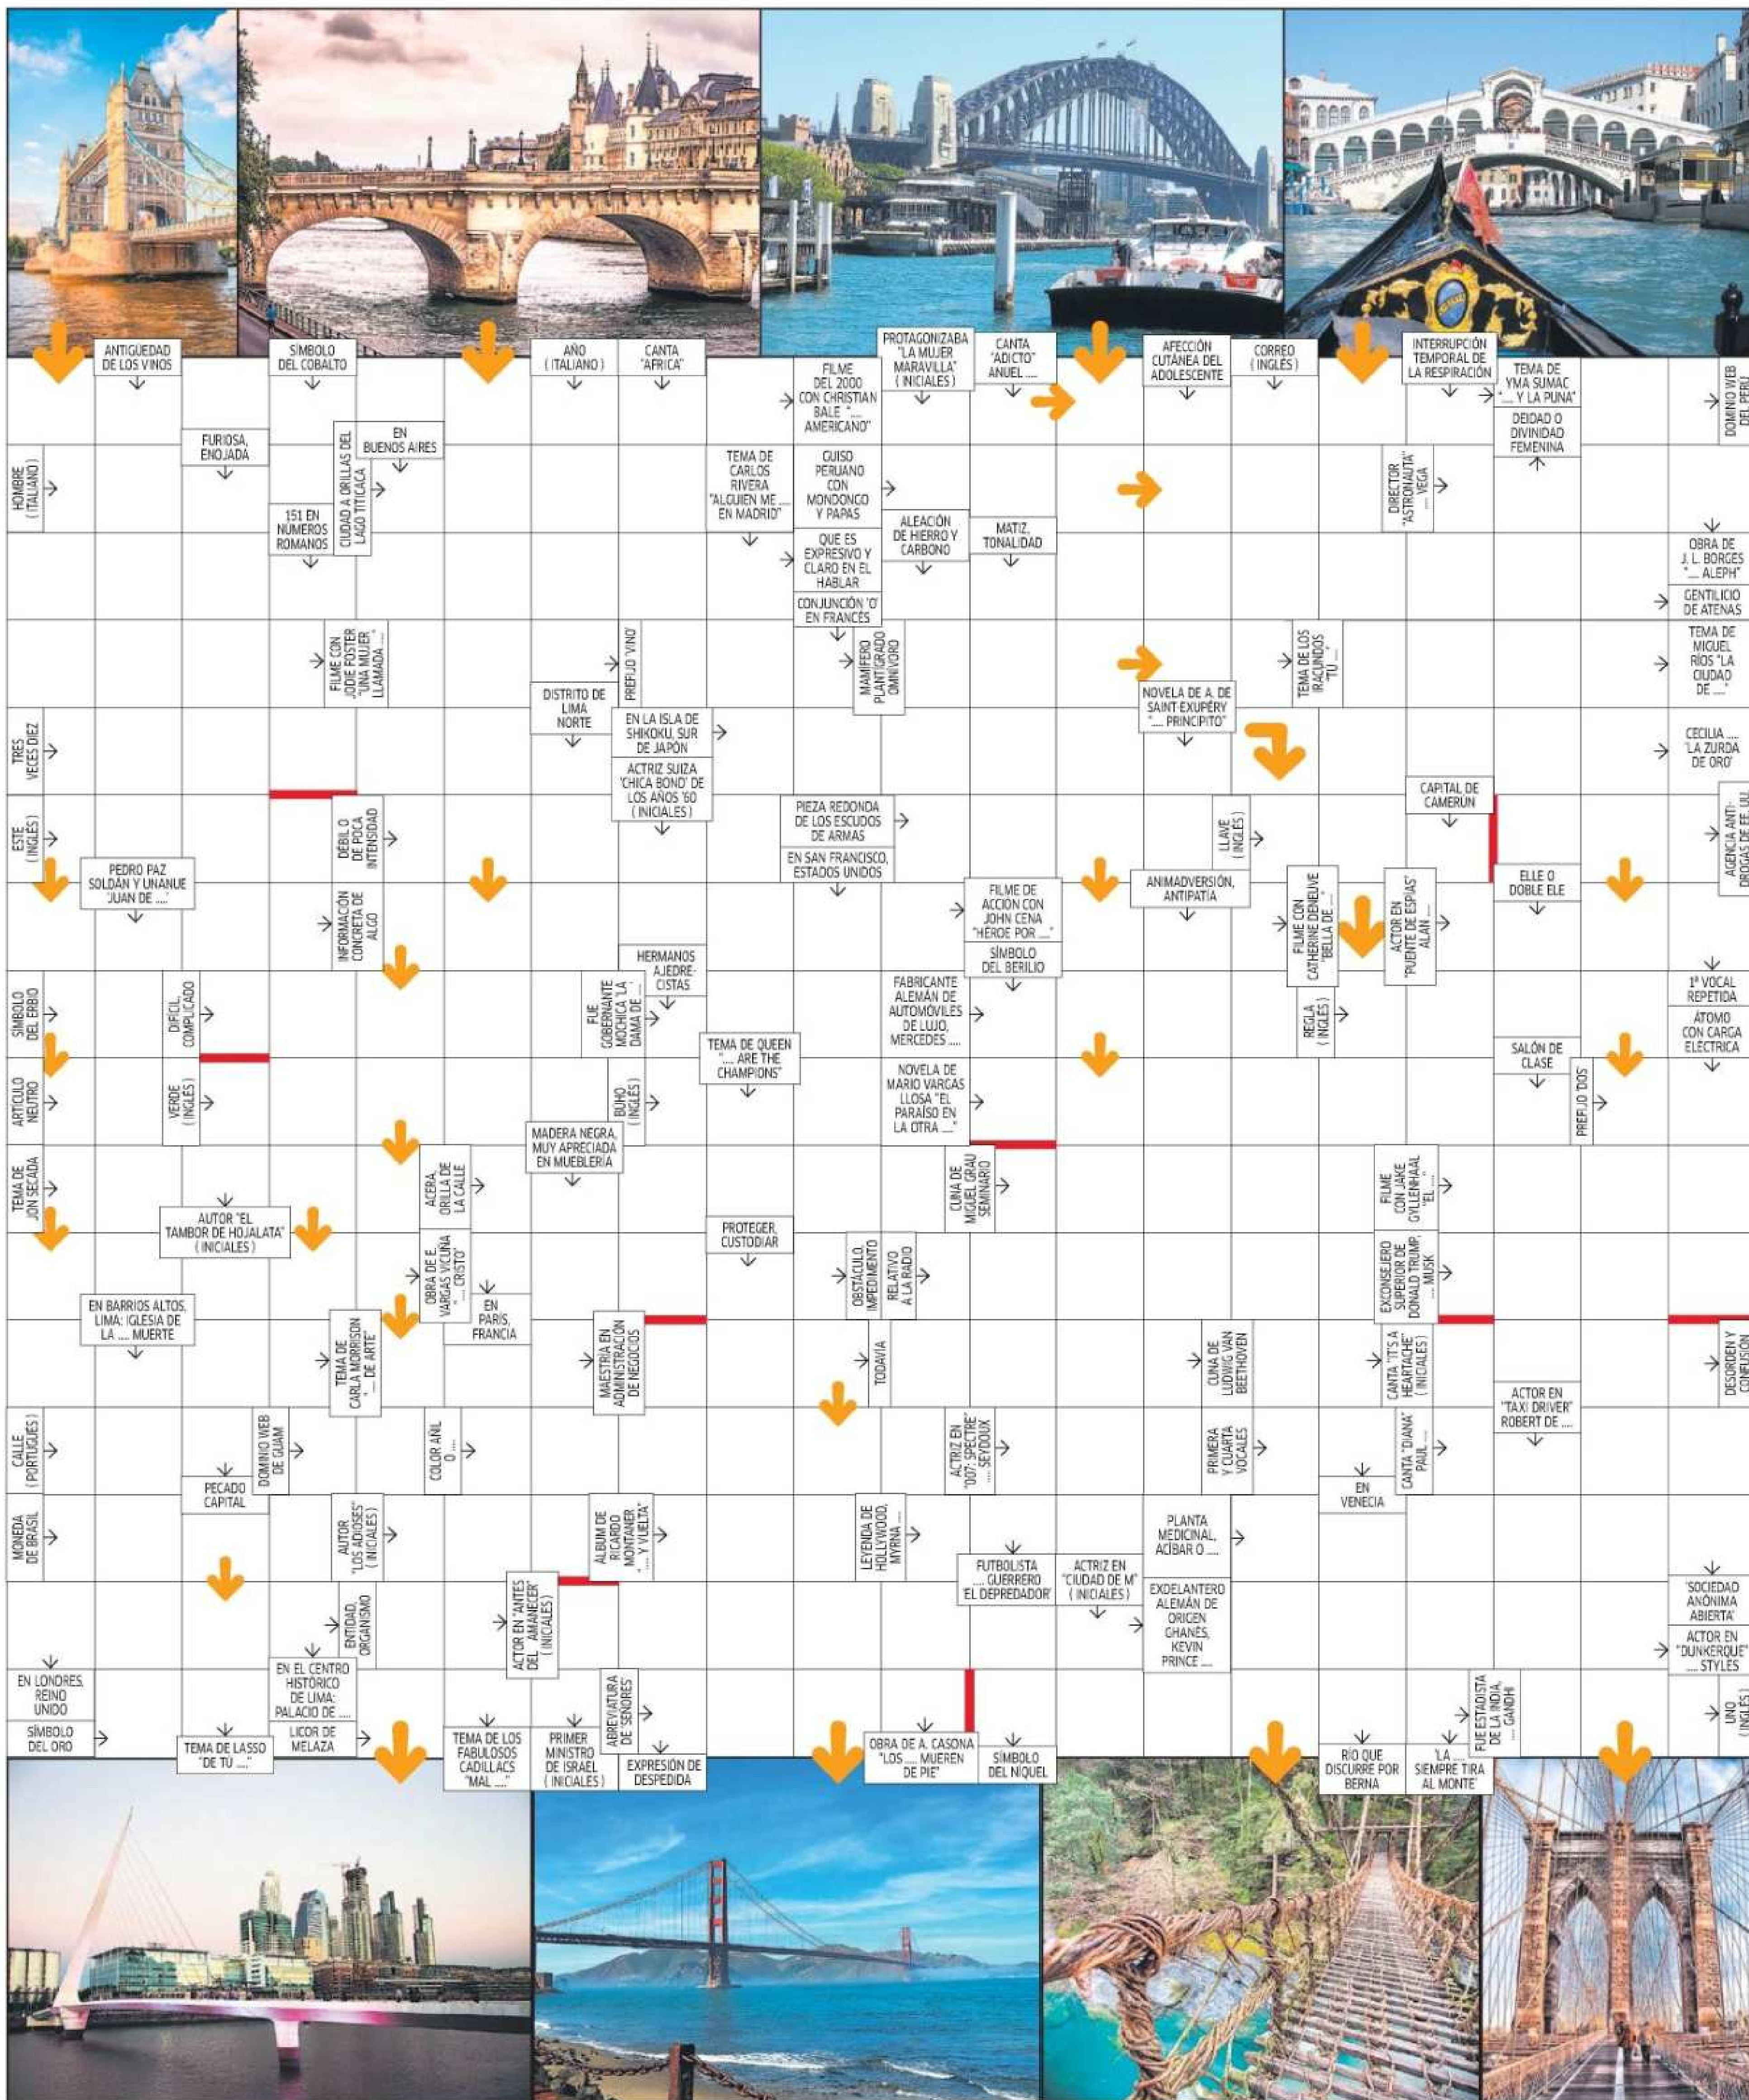 ANTIGÜEDAD
DE LOS VINOS
SÍMBOLO
DEL COBALTO
AÑO
( ITALIANO )
CANTA
"AFRICA"
FILME
DEL 2000
CON CHRISTIAN
BALE "....
AMERICANO"
PROTAGONIZABA
"LA MUJER
MARAVILLA"
( INICIALES )
CANTA
"ADICTO"
ANUEL ....
AFECCIÓN
CUTÁNEA DEL
ADOLESCENTE
CORREO
( INGLÉS )
INTERRUPCIÓN
TEMPORAL DE
LA RESPIRACIÓN
TEMA DE
YMA SUMAC
".... Y LA PUNA"
DEIDAD O
DIVINIDAD
FEMENINA
DOMINIO WEB
DEL PERÚ
HOMBRE
( ITALIANO )
FURIOSA,
ENOJADA
151 EN
NÚMEROS
ROMANOS
CIUDAD A ORILLAS DEL
LAGO TITICACA
EN
BUENOS AIRES
TEMA DE
CARLOS
RIVERA
"ALGUIEN ME ....
EN MADRID"
GUISO
PERUANO
CON
MONDONGO
Y PAPAS
ALEACIÓN
DE HIERRO Y
CARBONO
MATIZ,
TONALIDAD
DIRECTOR
"ASTRONAUTA"
.... VEGA
QUE ES
EXPRESIVO Y
CLARO EN EL
HABLAR
CONJUNCIÓN 'O'
EN FRANCÉS
OBRA DE
J. L. BORGES
".... ALEPH"
GENTILICIO
DE ATENAS
FILME CON
JODIE FOSTER
"UNA MUJER
LLAMADA ...."
PREFIJO 'VINO'
DISTRITO DE
LIMA
NORTE
MAMÍFERO
PLANTÍGRADO
OMNÍVORO
NOVELA DE A. DE
SAINT-EXUPÉRY
".... PRINCIPITO"
TEMA DE LOS
IRACUNDOS
"TÚ ...."
TEMA DE
MIGUEL
RÍOS "LA
CIUDAD
DE ...."
TRES
VECES DIEZ
EN LA ISLA DE
SHIKOKU, SUR
DE JAPÓN
ACTRIZ SUIZA
'CHICA BOND' DE
LOS AÑOS '60
( INICIALES )
CECILIA ....
'LA ZURDA
DE ORO'
ESTE
( INGLÉS )
DÉBIL O
DE POCA
INTENSIDAD
PIEZA REDONDA
DE LOS ESCUDOS
DE ARMAS
EN SAN FRANCISCO,
ESTADOS UNIDOS
LLAVE
( INGLÉS )
CAPITAL DE
CAMERÚN
AGENCIA ANTI-
DROGAS DE EE. UU.
PEDRO PAZ
SOLDÁN Y UNANUE
'JUAN DE ....'
INFORMACIÓN
CONCRETA DE
ALGO
FILME DE
ACCIÓN CON
JOHN CENA
"HÉROE POR ...."
SÍMBOLO
DEL BERILIO
ANIMADVERSIÓN,
ANTIPATÍA
FILME CON
CATHERINE DENEUVE
"BELLA DE ...."
ACTOR EN
"PUENTE DE ESPÍAS"
ALAN ....
ELLE O
DOBLE ELE
SÍMBOLO
DEL ERBIO
DIFÍCIL,
COMPLICADO
FUE
GOBERNANTE
MOCHICA 'LA
DAMA DE ....'
HERMANOS
AJEDRE-
CISTAS
FABRICANTE
ALEMÁN DE
AUTOMÓVILES
DE LUJO,
MERCEDES ....
REGLA
( INGLÉS )
1ª VOCAL
REPETIDA
ÁTOMO
CON CARGA
ELÉCTRICA
ARTÍCULO
NEUTRO
VERDE
( INGLÉS )
BÚHO
( INGLÉS )
TEMA DE QUEEN
".... ARE THE
CHAMPIONS"
NOVELA DE
MARIO VARGAS
LLOSA "EL
PARAÍSO EN
LA OTRA ...."
SALÓN DE
CLASE
PREFIJO 'DOS'
TEMA DE
JON SECADA
AUTOR "EL
TAMBOR DE HOJALATA"
( INICIALES )
ACERA,
ORILLA DE
LA CALLE
MADERA NEGRA,
MUY APRECIADA
EN MUEBLERÍA
CUNA DE
MIGUEL GRAU
SEMINARIO
FILME
CON JAKE
GYLLENHAAL
"EL ....
EN BARRIOS ALTOS,
LIMA: IGLESIA DE
LA .... MUERTE
OBRA DE E.
VARGAS VICUÑA
".... CRISTO"
EN
PARÍS,
FRANCIA
PROTEGER,
CUSTODIAR
OBSTÁCULO,
IMPEDIMENTO
RELATIVO
A LA RADIO
EXCONSEJERO
SUPERIOR DE
DONALD TRUMP,
.... MUSK
TEMA DE
CARLA MORRISON
".... DE ARTE"
MAESTRÍA EN
ADMINISTRACIÓN
DE NEGOCIOS
TODAVÍA
CUNA DE
LUDWIG VAN
BEETHOVEN
CANTA "IT'S A
HEARTACHE"
( INICIALES )
DESORDEN Y
CONFUSIÓN
CALLE
( PORTUGUÉS )
PECADO
CAPITAL
DOMINIO WEB
DE GUAM
COLOR AÑIL
O ....
ACTRIZ EN
"007: SPECTRE"
.... SEYDOUX
PRIMERA
Y CUARTA
VOCALES
EN
VENECIA
CANTA "DIANA"
PAUL ....
ACTOR EN
"TAXI DRIVER"
ROBERT DE ....
MONEDA
DE BRASIL
AUTOR
"LOS ADIOSES"
( INICIALES )
ÁLBUM DE
RICARDO
MONTANER
".... Y VUELTA"
LEYENDA DE
HOLLYWOOD,
MYRNA ....
FUTBOLISTA
.... GUERRERO
'EL DEPREDADOR'
ACTRIZ EN
"CIUDAD DE M"
( INICIALES )
PLANTA
MEDICINAL,
ACÍBAR O ....
EXDELANTERO
ALEMÁN DE
ORIGEN
GHANÉS,
KEVIN
PRINCE ....
ENTIDAD,
ORGANISMO
ACTOR EN "ANTES
DEL AMANECER"
( INICIALES )
'SOCIEDAD
ANÓNIMA
ABIERTA'
ACTOR EN
"DUNKERQUE"
.... STYLES
EN LONDRES,
REINO
UNIDO
SÍMBOLO
DEL ORO
TEMA DE LASSO
"DE TÚ ...."
EN EL CENTRO
HISTÓRICO
DE LIMA:
PALACIO DE ....
LICOR DE
MELAZA
TEMA DE LOS
FABULOSOS
CADILLACS
"MAL ...."
PRIMER
MINISTRO
DE ISRAEL
( INICIALES )
ABREVIATURA
DE 'SEÑORES'
EXPRESIÓN DE
DESPEDIDA
OBRA DE A. CASONA
"LOS .... MUEREN
DE PIE"
SÍMBOLO
DEL NÍQUEL
RÍO QUE
DISCURRE POR
BERNA
'LA ....
SIEMPRE TIRA
AL MONTE'
FUE ESTADISTA
DE LA INDIA,
.... GANDHI
UNO
( INGLÉS )